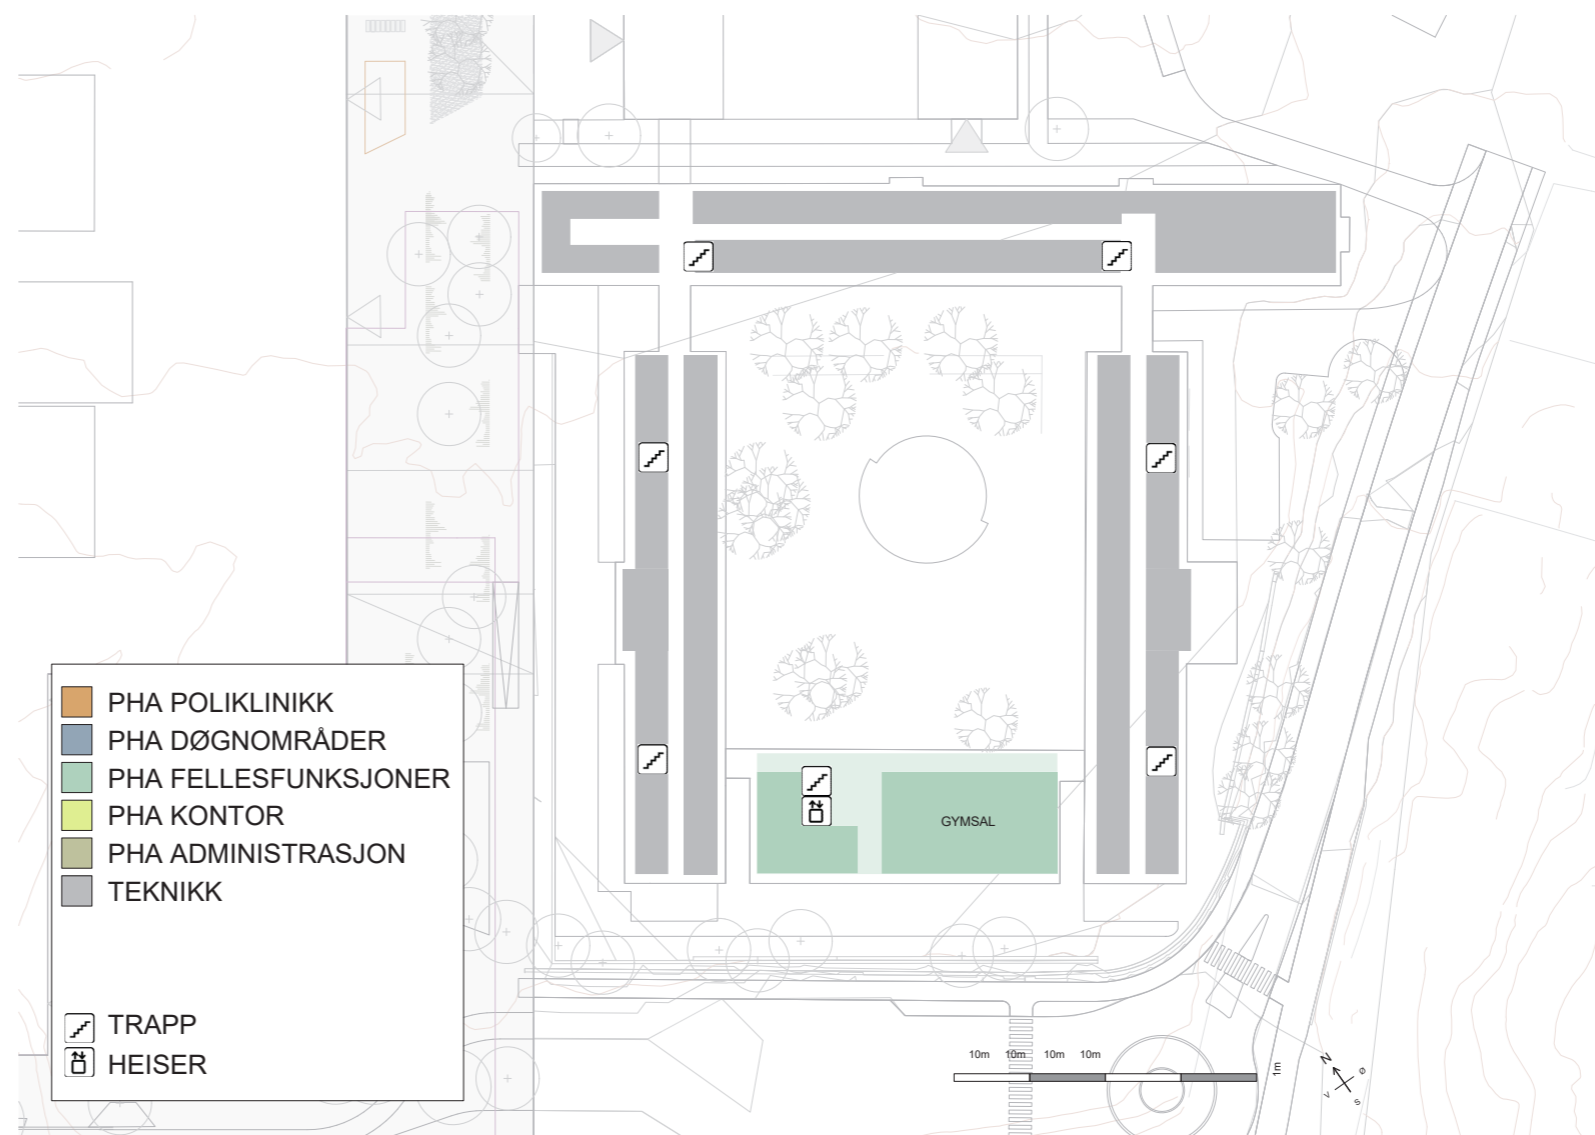 GYMSAL
PHA POLIKLINIKK
PHA DØGNOMRÅDER
PHA FELLESFUNKSJONER
PHA KONTOR
PHA ADMINISTRASJON
TEKNIKK
TRAPP
HEISER
10m 10m 10m 10m
1m
N
Ø
V
S